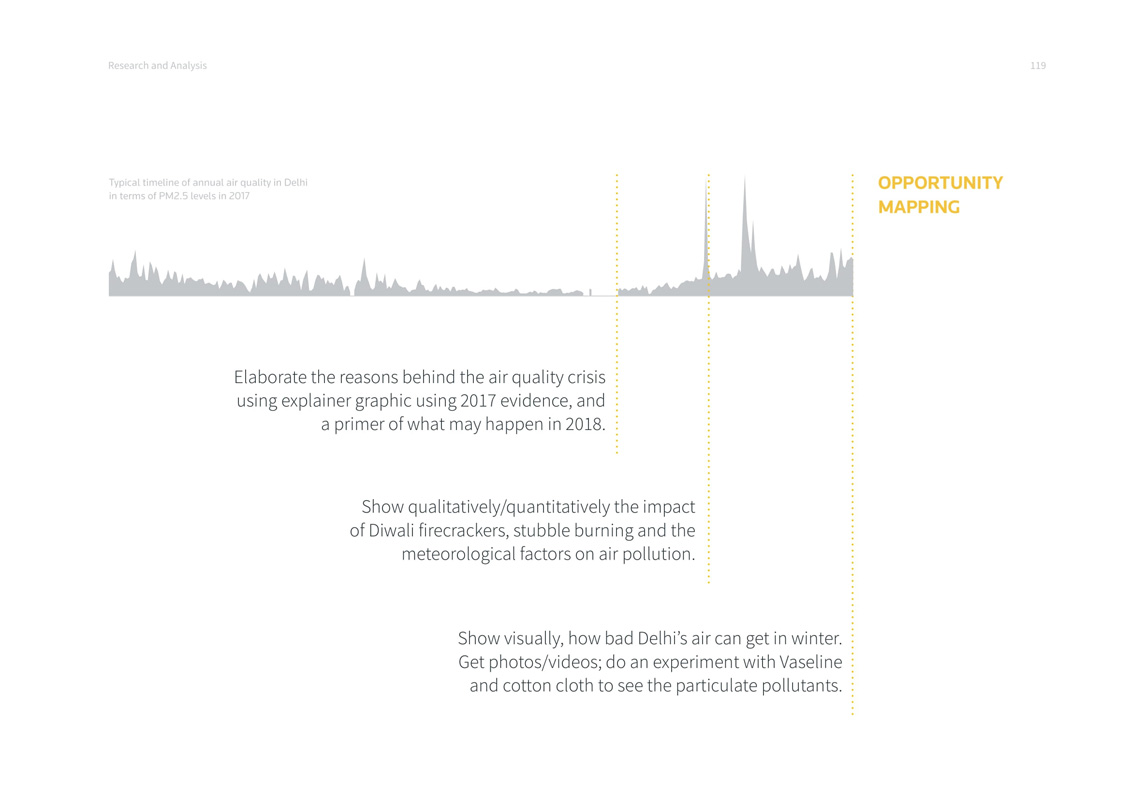 Research and Analysis
119
Typical timeline of annual air quality in Delhi
in terms of PM2.5 levels in 2017
OPPORTUNITY
MAPPING
Elaborate the reasons behind the air quality crisis
using explainer graphic using 2017 evidence, and
a primer of what may happen in 2018.
Show qualitatively/quantitatively the impact
of Diwali firecrackers, stubble burning and the
meteorological factors on air pollution.
Show visually, how bad Delhi’s air can get in winter.
Get photos/videos; do an experiment with Vaseline
and cotton cloth to see the particulate pollutants.